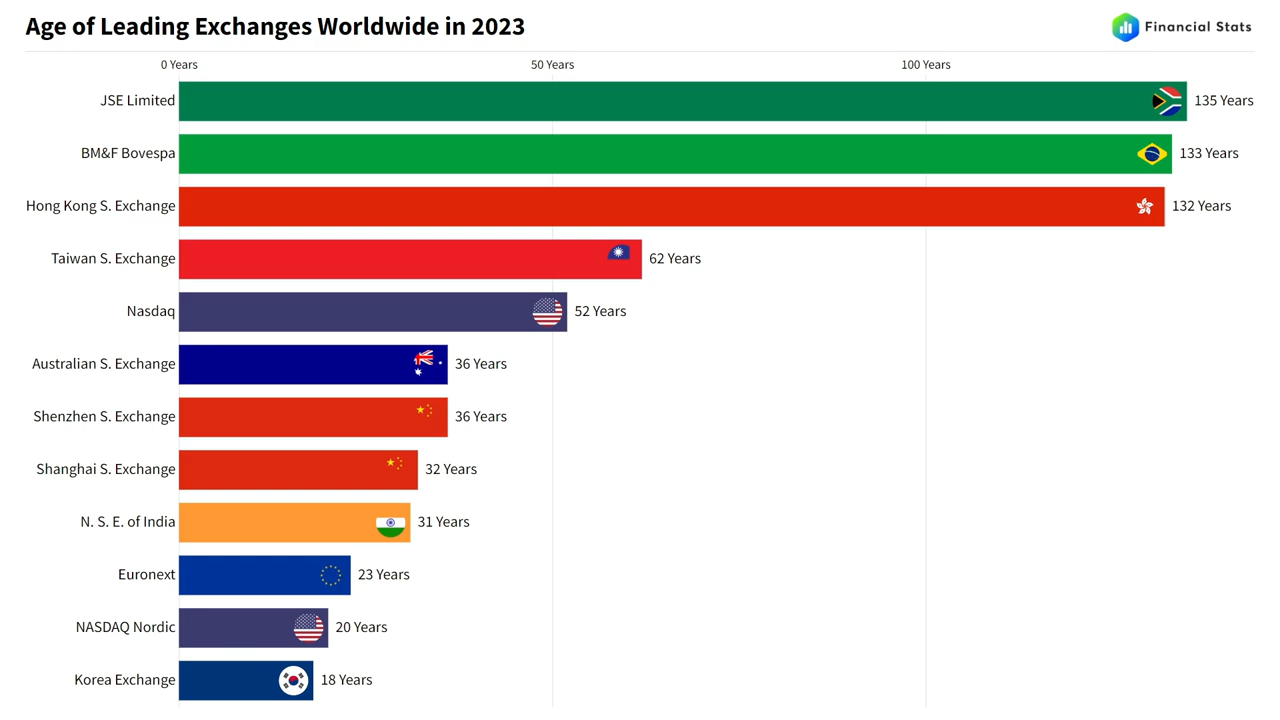 Age of Leading Exchanges Worldwide in 2023
Financial Stats
0 Years 50 Years 100 Years
JSE Limited 135 Years
BM&F Bovespa 133 Years
Hong Kong S. Exchange 132 Years
Taiwan S. Exchange 62 Years
Nasdaq 52 Years
Australian S. Exchange 36 Years
Shenzhen S. Exchange 36 Years
Shanghai S. Exchange 32 Years
N. S. E. of India 31 Years
Euronext 23 Years
NASDAQ Nordic 20 Years
Korea Exchange 18 Years